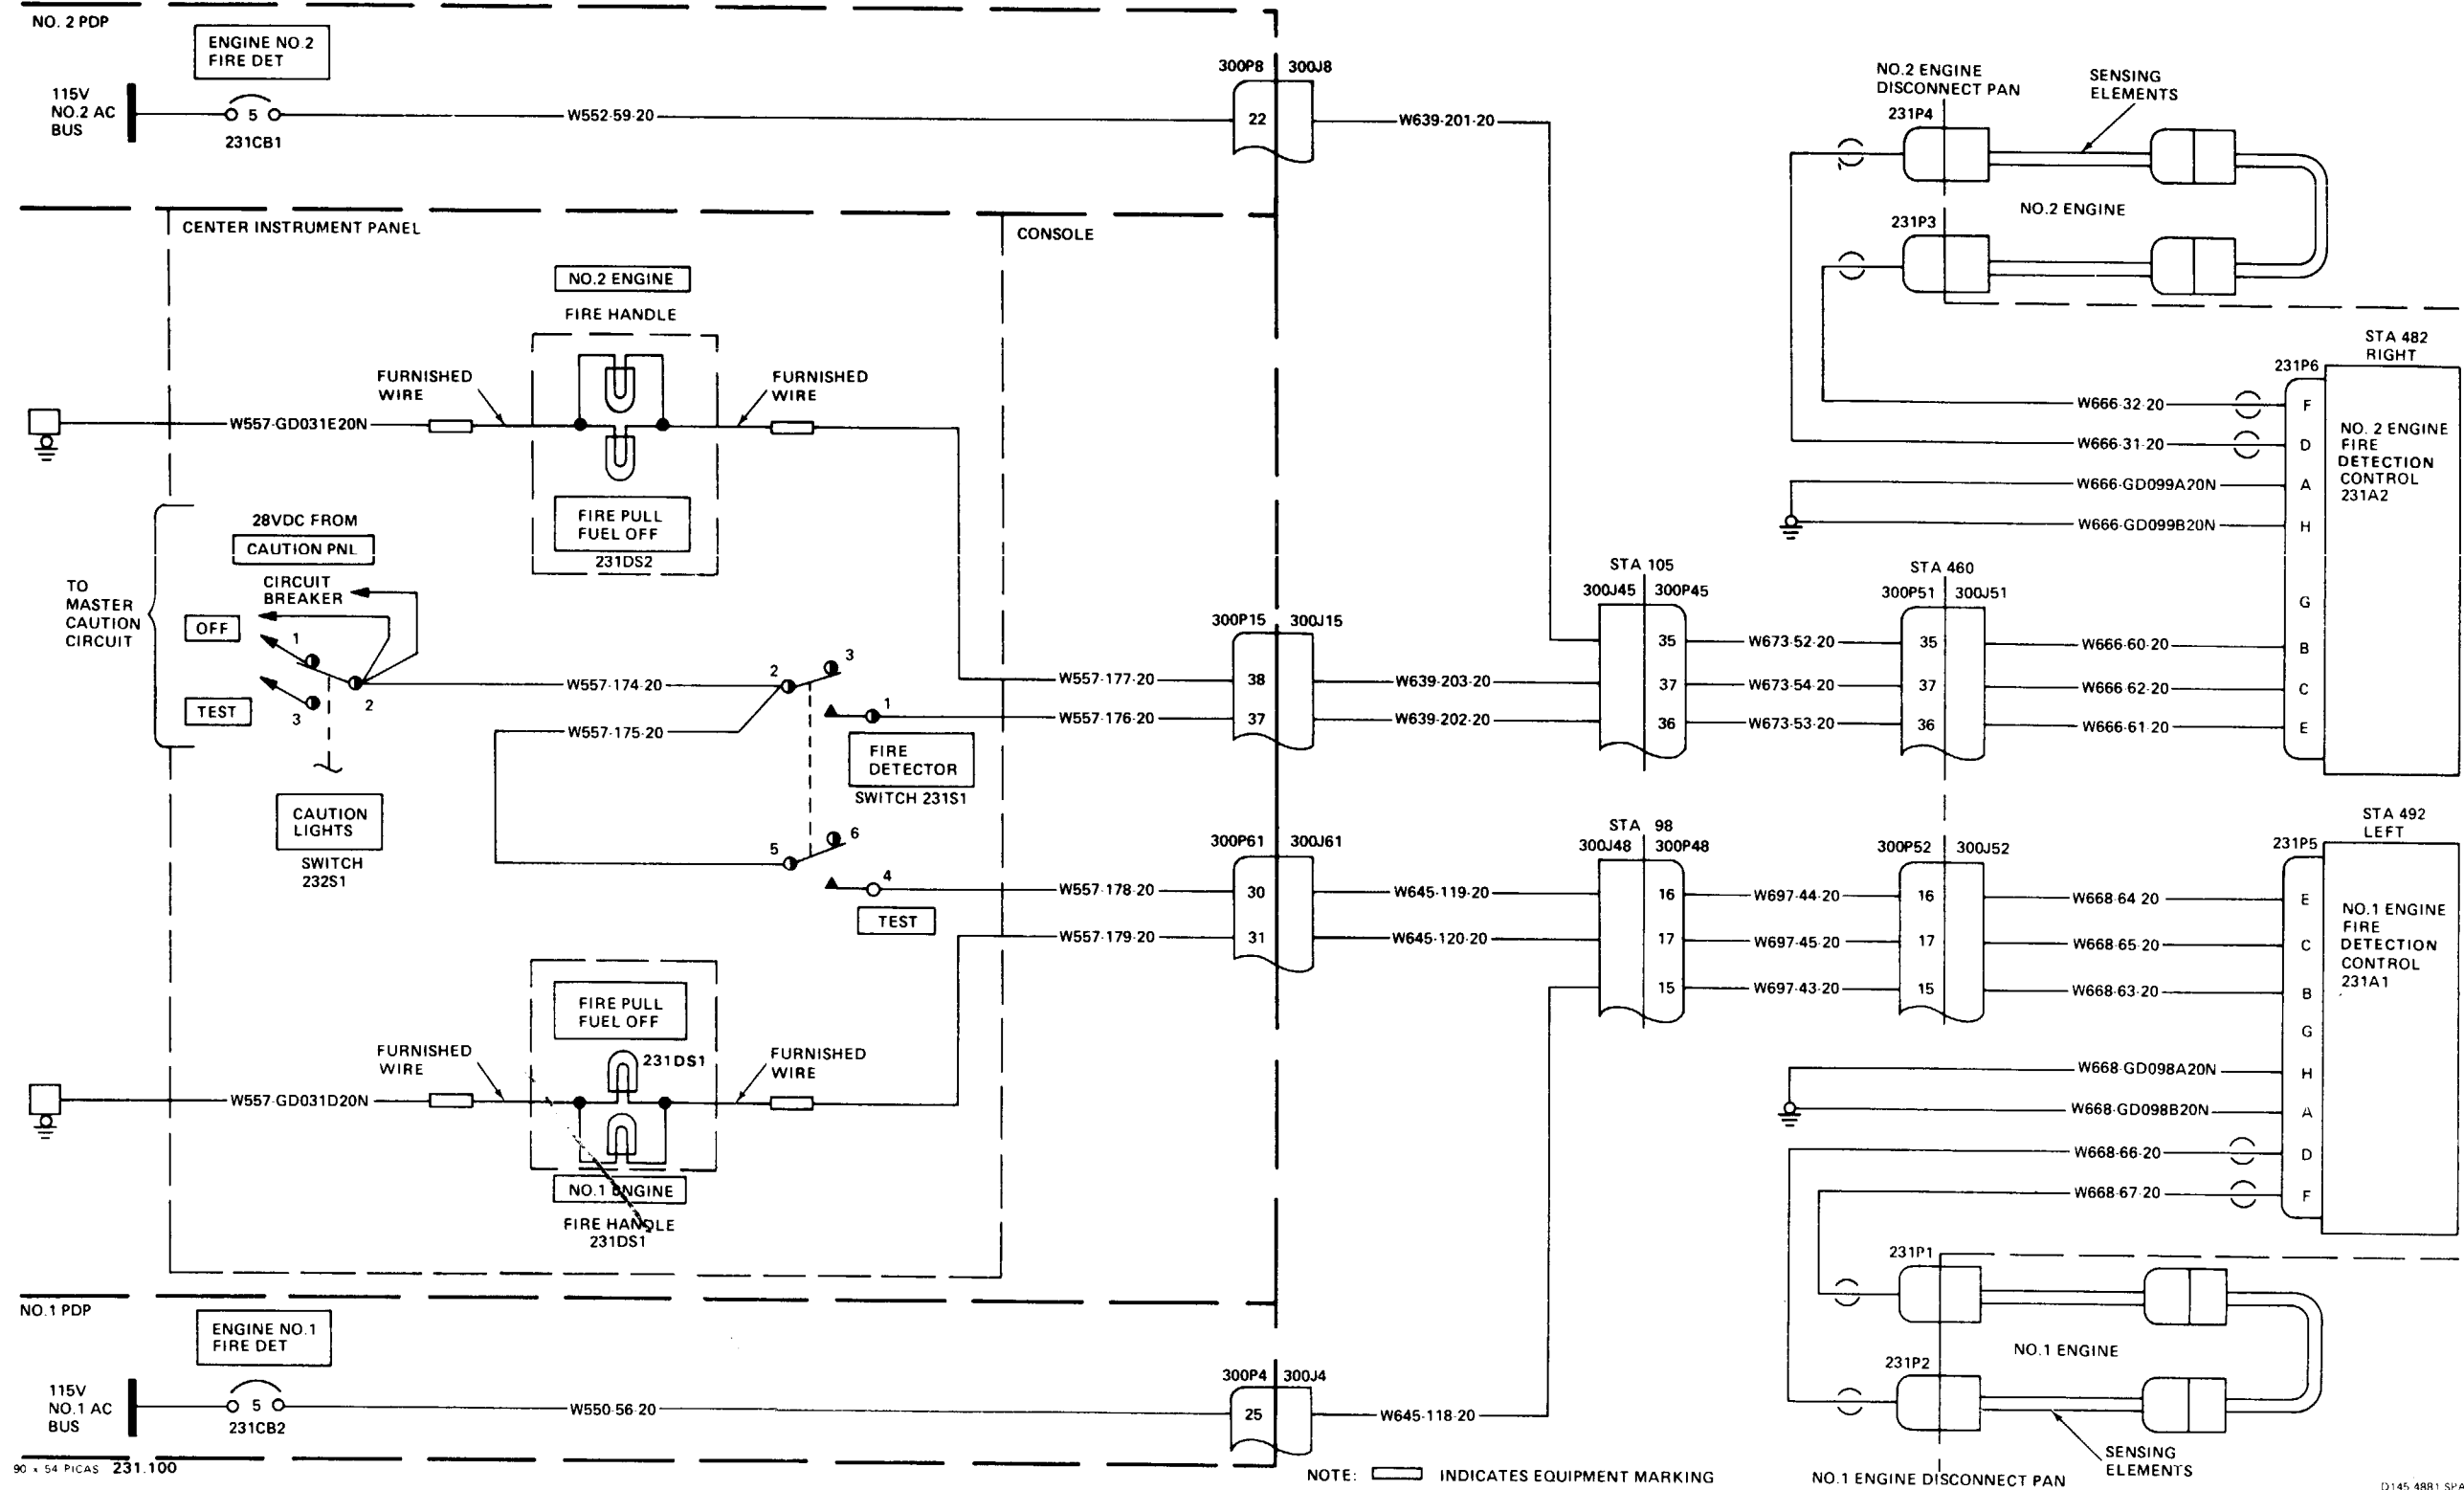 NO. 2 PDP
ENGINE NO.2
FIRE DET
115V
NO.2 AC
BUS
5
231CB1
W552-59-20
300P8
300J8
22
W639-201-20
NO.2 ENGINE
DISCONNECT PAN
SENSING
ELEMENTS
231P4
231P3
NO.2 ENGINE
CENTER INSTRUMENT PANEL
CONSOLE
NO.2 ENGINE
FIRE HANDLE
FURNISHED
WIRE
FURNISHED
WIRE
W557-GD031E20N
FIRE PULL
FUEL OFF
231DS2
STA 482
RIGHT
231P6
W666-32-20
F
W666-31-20
D
W666-GD099A20N
A
W666-GD099B20N
H
G
B
C
E
NO. 2 ENGINE
FIRE
DETECTION
CONTROL
231A2
28VDC FROM
CAUTION PNL
CIRCUIT
BREAKER
TO
MASTER
CAUTION
CIRCUIT
OFF
1
TEST
3
2
CAUTION
LIGHTS
SWITCH
232S1
W557-174-20
W557-175-20
2
3
1
FIRE
DETECTOR
SWITCH 231S1
5
6
4
TEST
W557-177-20
W557-176-20
300P15
300J15
38
37
W639-203-20
W639-202-20
STA 105
300J45
300P45
35
37
36
W673-52-20
W673-54-20
W673-53-20
STA 460
300P51
300J51
35
37
36
W666-60-20
W666-62-20
W666-61-20
W557-178-20
W557-179-20
300P61
300J61
30
31
W645-119-20
W645-120-20
STA 98
300J48
300P48
16
17
15
W697-44-20
W697-45-20
W697-43-20
300P52
300J52
16
17
15
W668-64 20
W668-65-20
W668-63-20
STA 492
LEFT
231P5
E
C
B
G
H
A
D
F
NO.1 ENGINE
FIRE
DETECTION
CONTROL
231A1
W668-GD098A20N
W668-GD098B20N
W668-66-20
W668-67-20
FIRE PULL
FUEL OFF
231DS1
FURNISHED
WIRE
FURNISHED
WIRE
W557-GD031D20N
NO.1 ENGINE
FIRE HANDLE
231DS1
231P1
231P2
NO.1 ENGINE
SENSING
ELEMENTS
NO.1 ENGINE DISCONNECT PAN
NO.1 PDP
ENGINE NO.1
FIRE DET
115V
NO.1 AC
BUS
5
231CB2
W550-56-20
300P4
300J4
25
W645-118-20
90 x 54 PICAS 231.100
NOTE: INDICATES EQUIPMENT MARKING